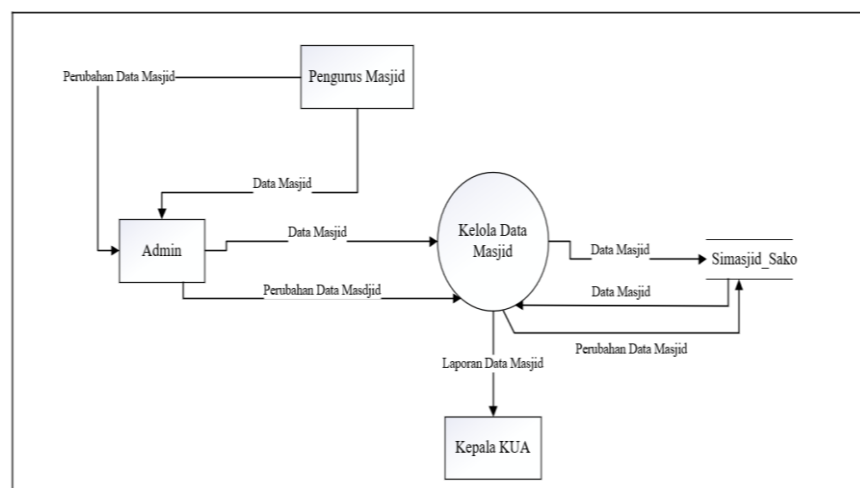 Pengurus Masjid
Perubahan Data Masjid
Data Masjid
Admin
Data Masjid
Perubahan Data Masdjid
Kelola Data
Masjid
Data Masjid
Simasjid_Sako
Data Masjid
Perubahan Data Masjid
Laporan Data Masjid
Kepala KUA